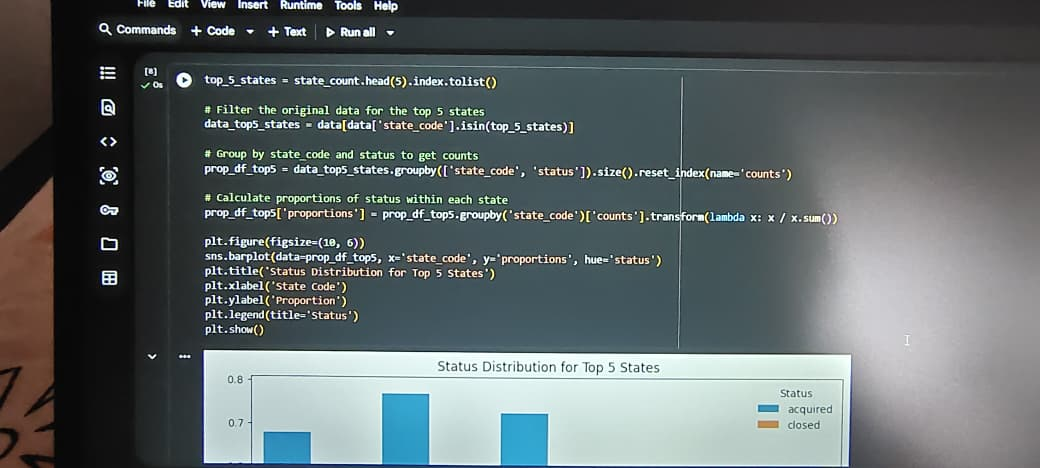 File Edit View Insert Runtime Tools Help
Commands + Code + Text Run all
[8]
0s
top_5_states = state_count.head(5).index.tolist()
# Filter the original data for the top 5 states
data_top5_states = data[data['state_code'].isin(top_5_states)]
# Group by state_code and status to get counts
prop_df_top5 = data_top5_states.groupby(['state_code', 'status']).size().reset_index(name='counts')
# Calculate proportions of status within each state
prop_df_top5['proportions'] = prop_df_top5.groupby('state_code')['counts'].transform(lambda x: x / x.sum())
plt.figure(figsize=(10, 6))
sns.barplot(data=prop_df_top5, x='state_code', y='proportions', hue='status')
plt.title('Status Distribution for Top 5 States')
plt.xlabel('State Code')
plt.ylabel('Proportion')
plt.legend(title='Status')
plt.show()
Status Distribution for Top 5 States
0.8
Status
acquired
0.7
closed